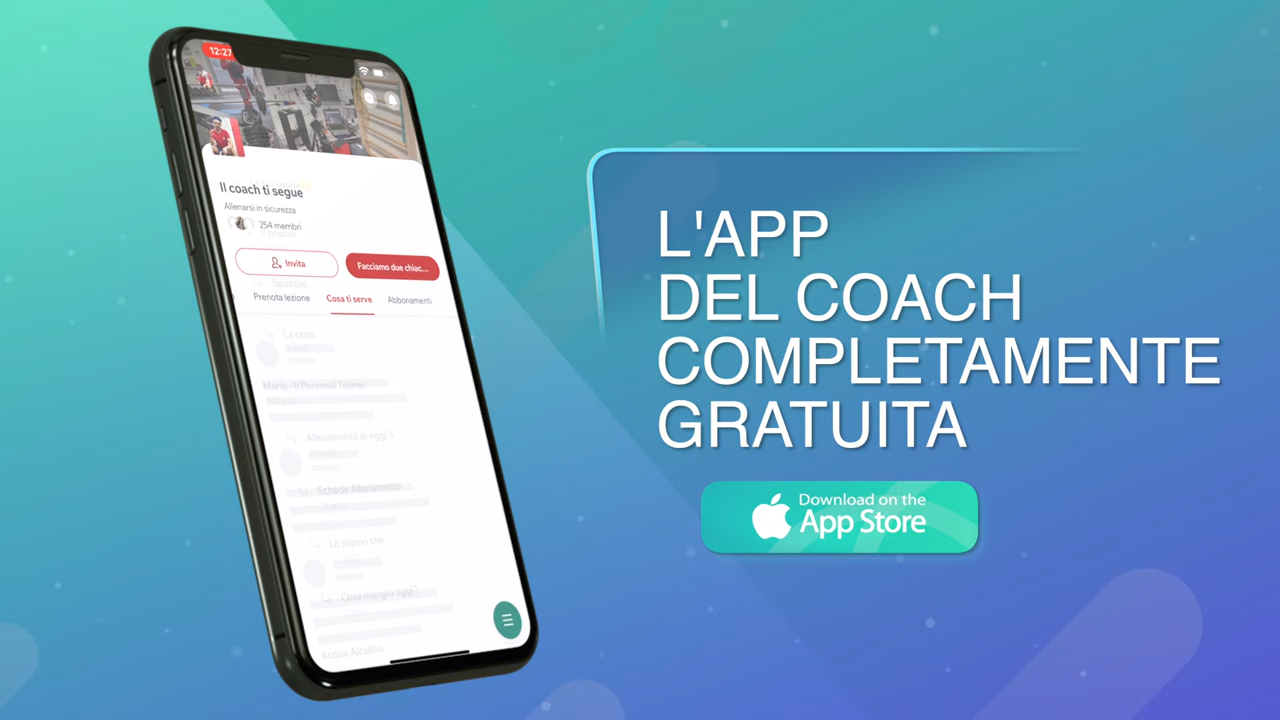 12:27
Il coach ti segue
Allenarsi in sicurezza
254 membri
Invita
Facciamo due chiac...
Prenota lezione
Cosa ti serve
Abbonamenti
La cena
Mario - Il Personal Trainer
Allenamento di oggi
Schede Allenamento
Lo sapevi che
Cosa mangio oggi?
Acqua Alcalina
L'APP
DEL COACH
COMPLETAMENTE
GRATUITA
Download on the
App Store